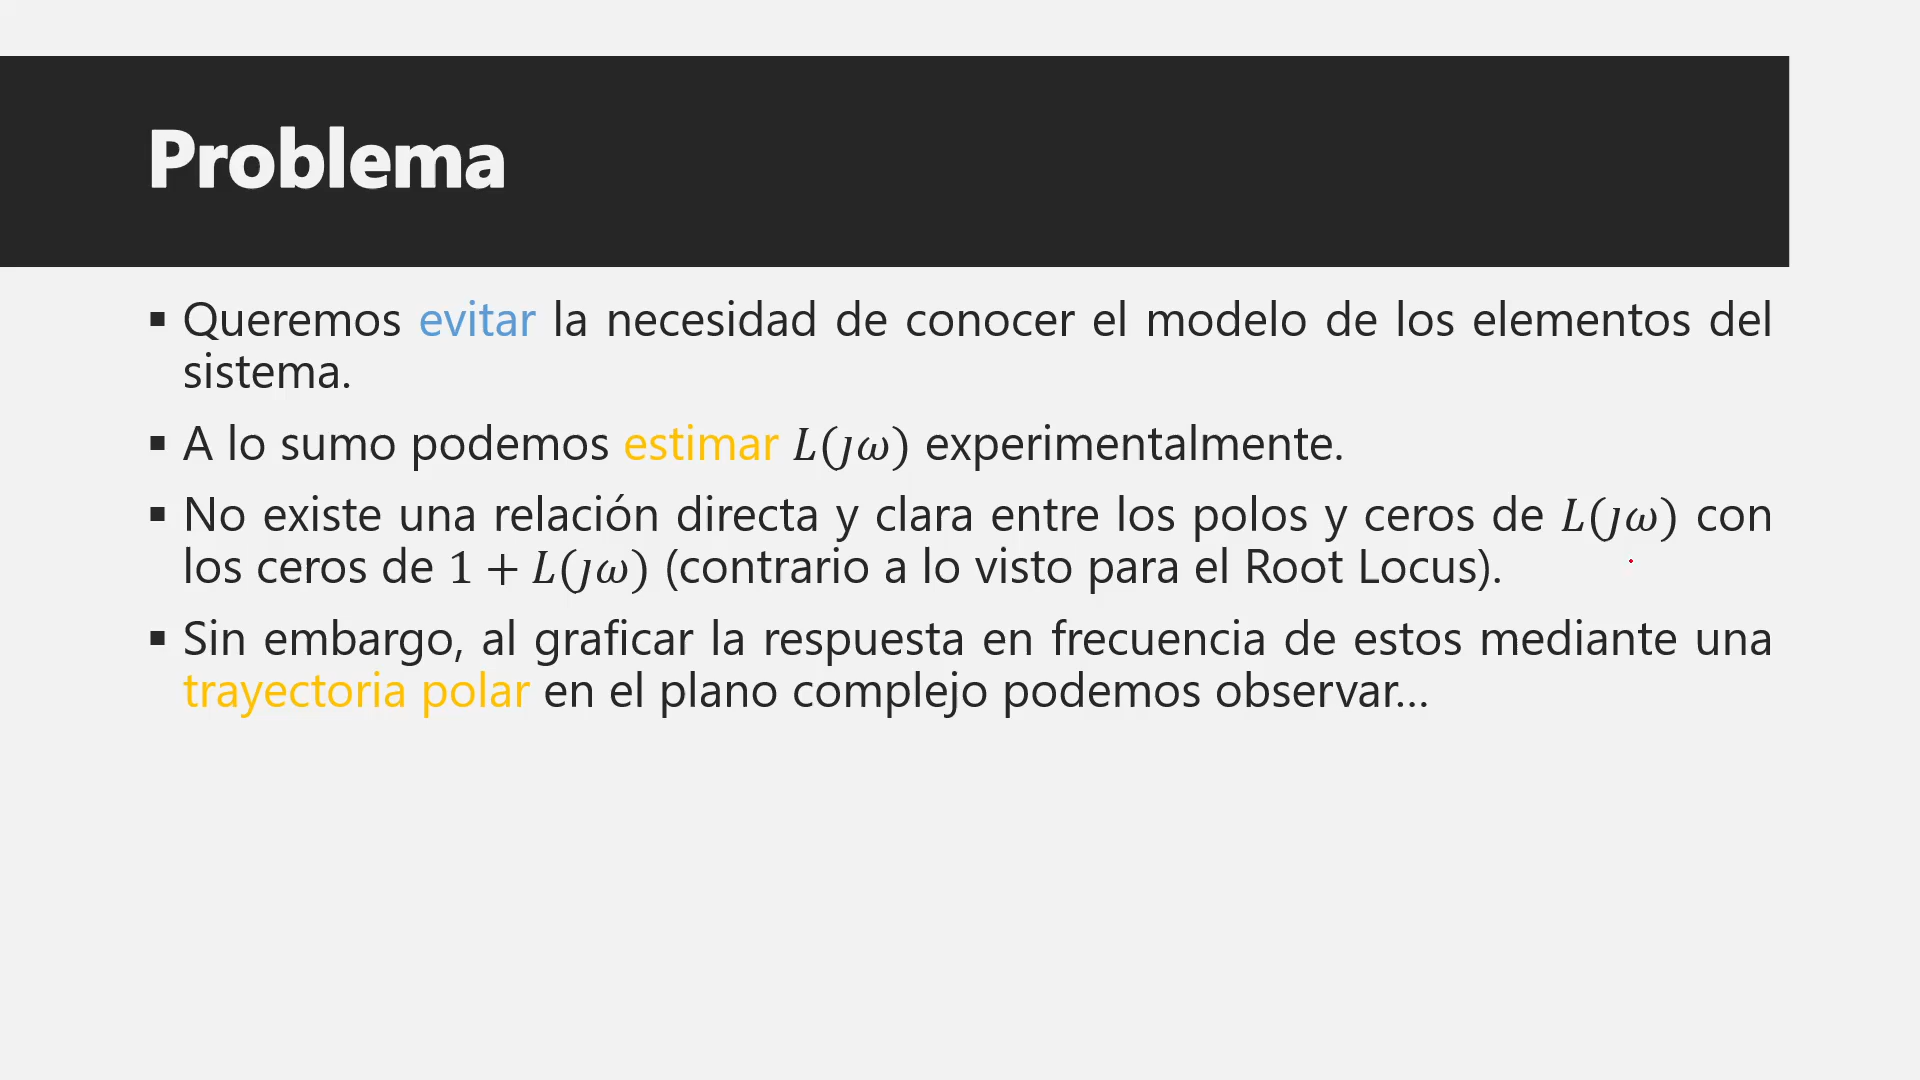 Problema
▪ Queremos evitar la necesidad de conocer el modelo de los elementos del
sistema.
▪ A lo sumo podemos estimar L(ȷω) experimentalmente.
▪ No existe una relación directa y clara entre los polos y ceros de L(ȷω) con
los ceros de 1 + L(ȷω) (contrario a lo visto para el Root Locus).
▪ Sin embargo, al graficar la respuesta en frecuencia de estos mediante una
trayectoria polar en el plano complejo podemos observar…